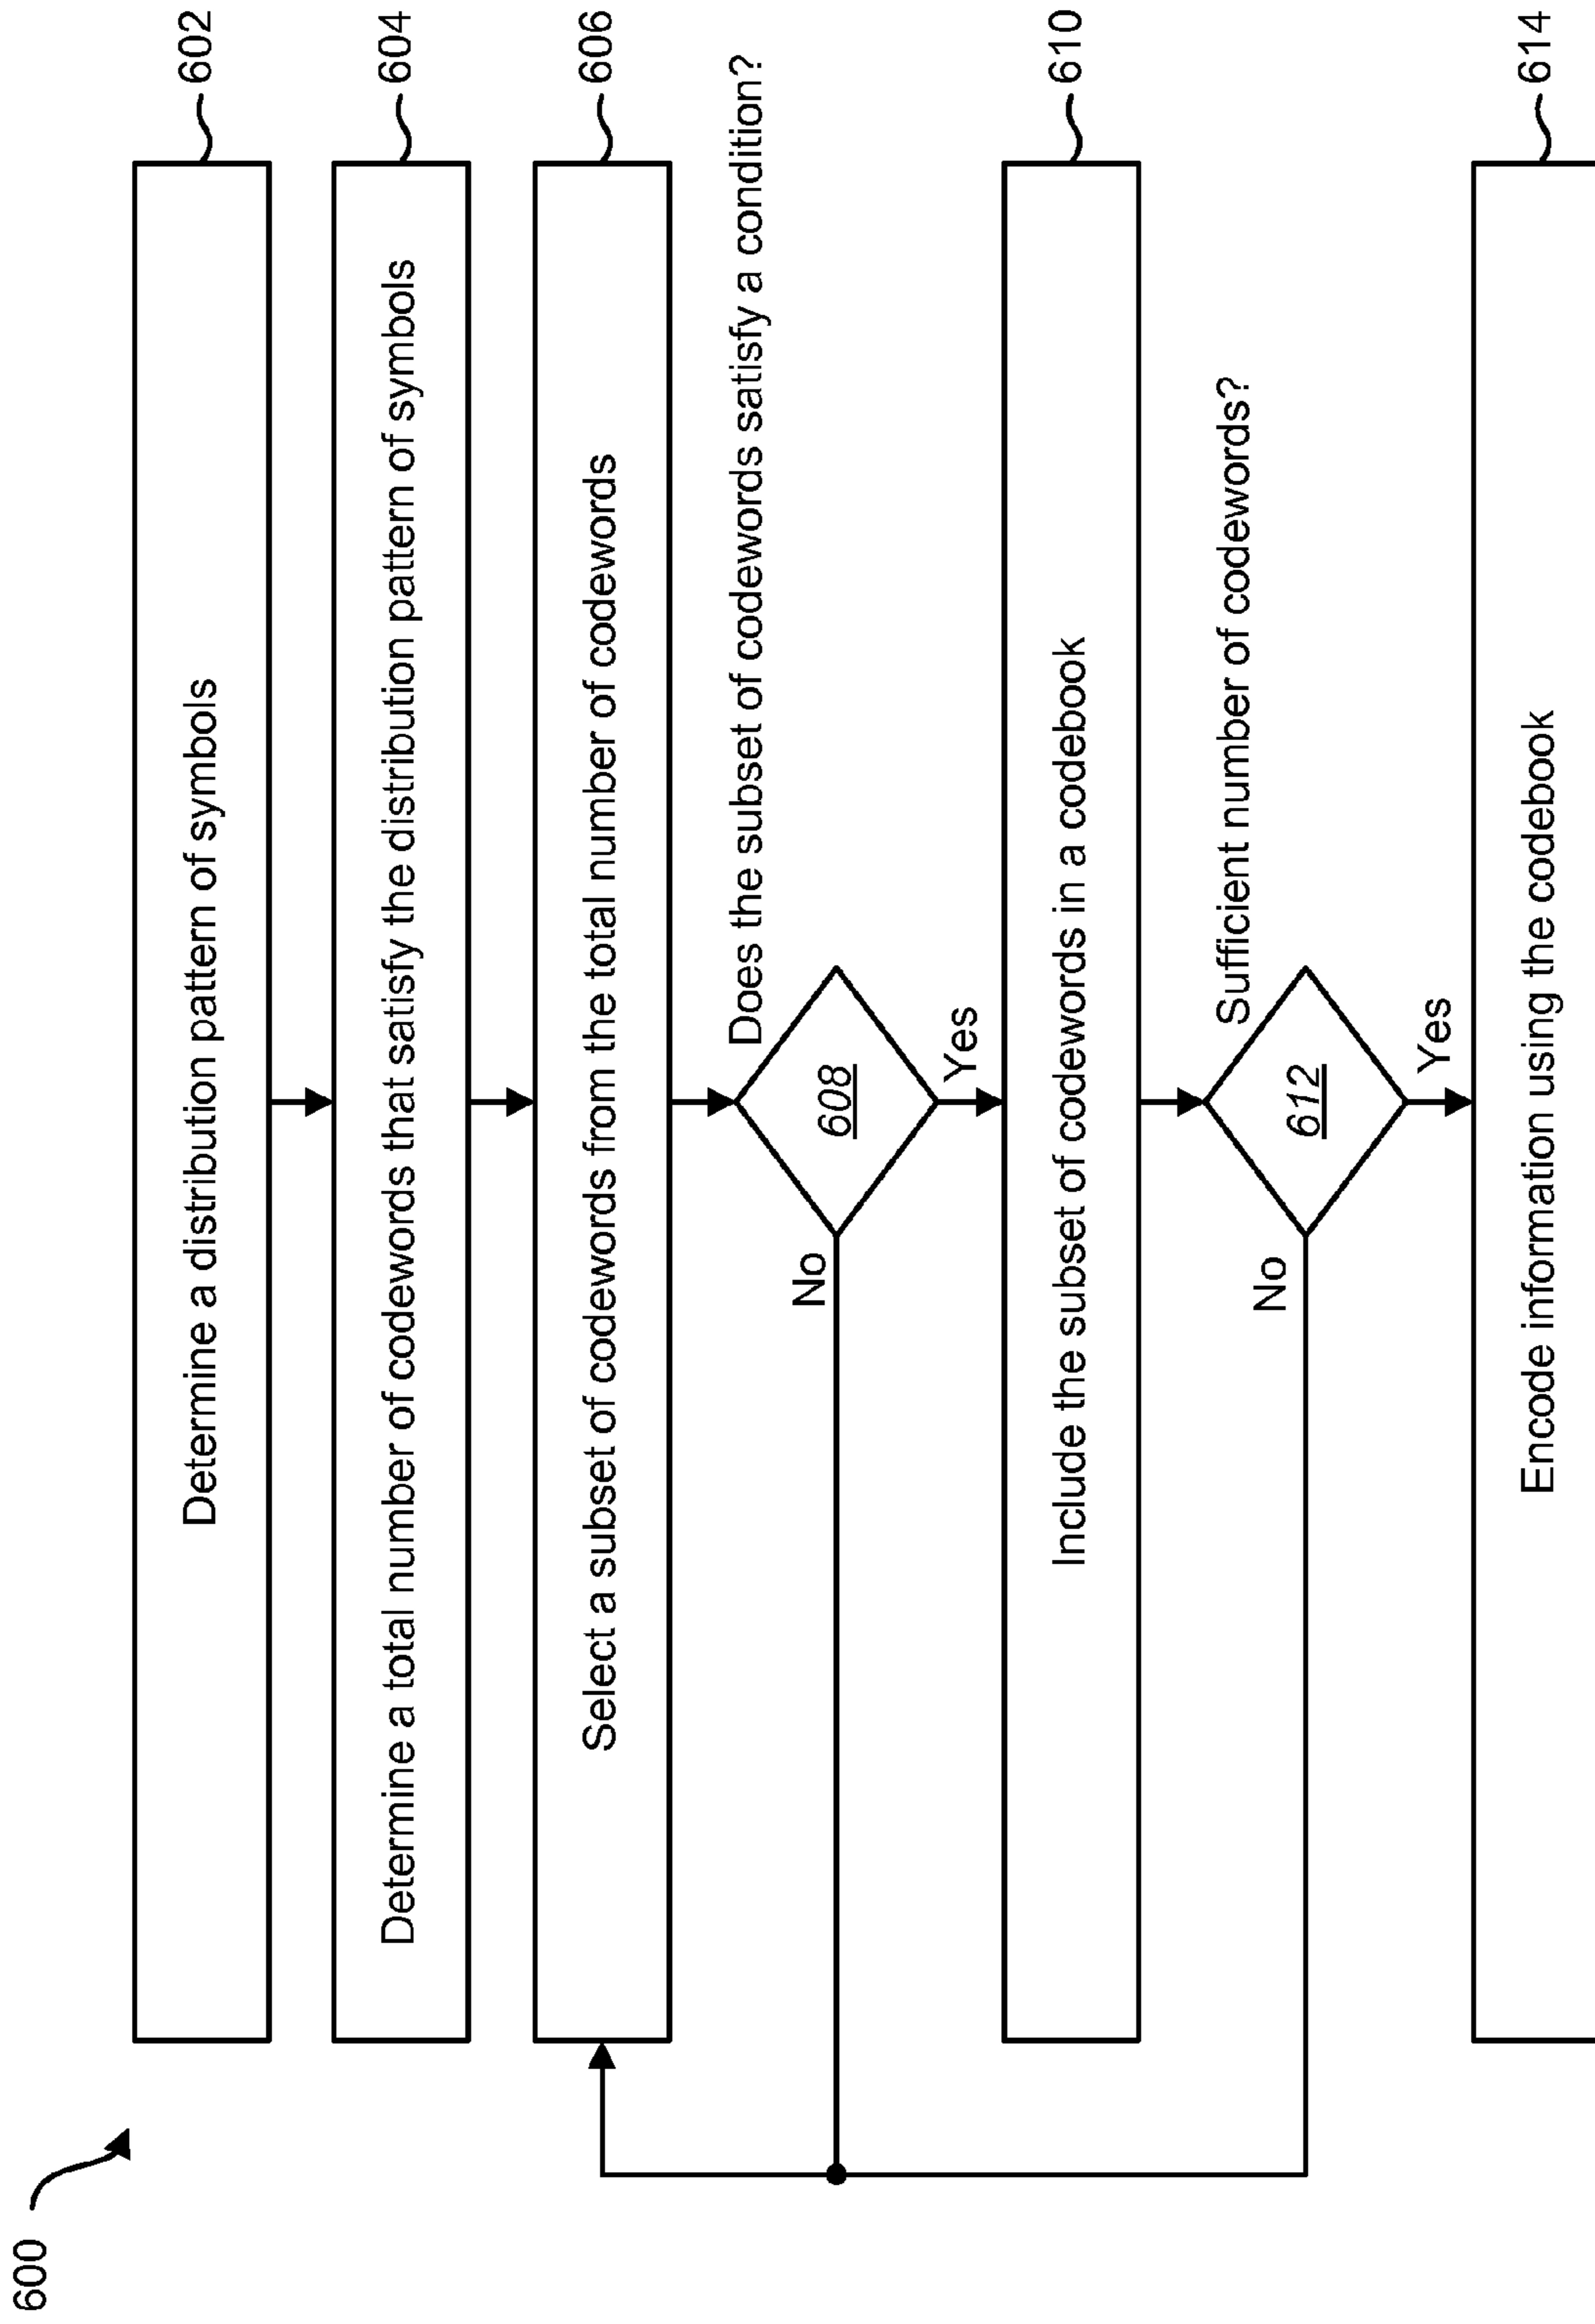 600
Determine a distribution pattern of symbols
602
Determine a total number of codewords that satisfy the distribution pattern of symbols
604
Select a subset of codewords from the total number of codewords
606
Does the subset of codewords satisfy a condition?
608
No
Yes
Include the subset of codewords in a codebook
610
Sufficient number of codewords?
612
No
Yes
Encode information using the codebook
614